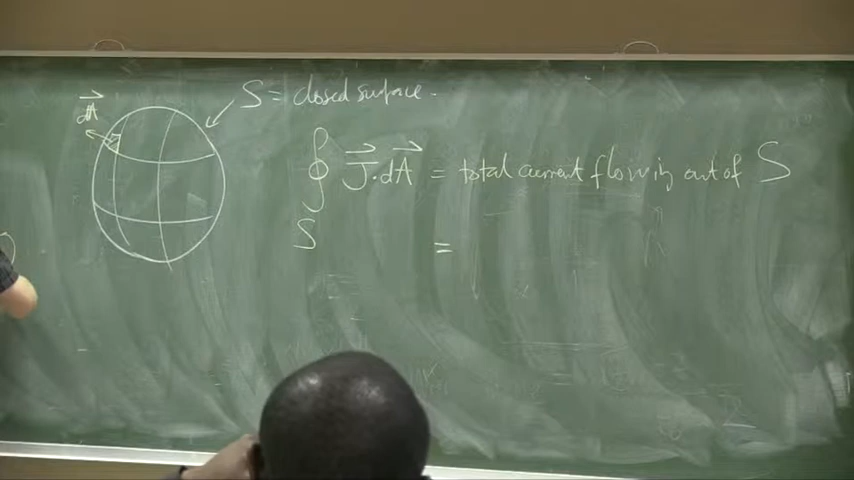 dA
S = closed surface.
∮ J⃗·dA⃗ = total current flowing out of S
S
=